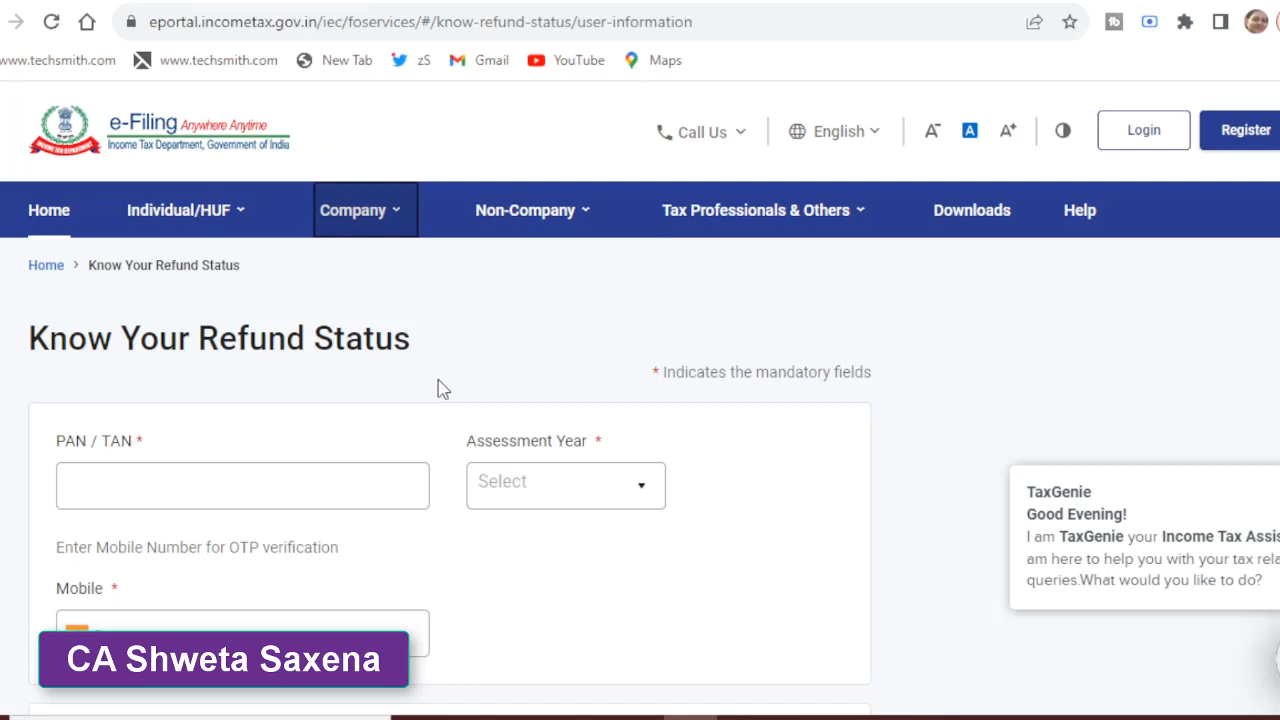 eportal.incometax.gov.in/iec/foservices/#/know-refund-status/user-information
www.techsmith.com www.techsmith.com New Tab zS Gmail YouTube Maps
e-Filing Anywhere Anytime
Income Tax Department, Government of India
Call Us English A- A A+ Login Register
Home Individual/HUF Company Non-Company Tax Professionals & Others Downloads Help
Home > Know Your Refund Status
Know Your Refund Status
* Indicates the mandatory fields
PAN / TAN *
Assessment Year *
Select
Enter Mobile Number for OTP verification
Mobile *
TaxGenie
Good Evening!
I am TaxGenie your Income Tax Assis
am here to help you with your tax rela
queries.What would you like to do?
CA Shweta Saxena